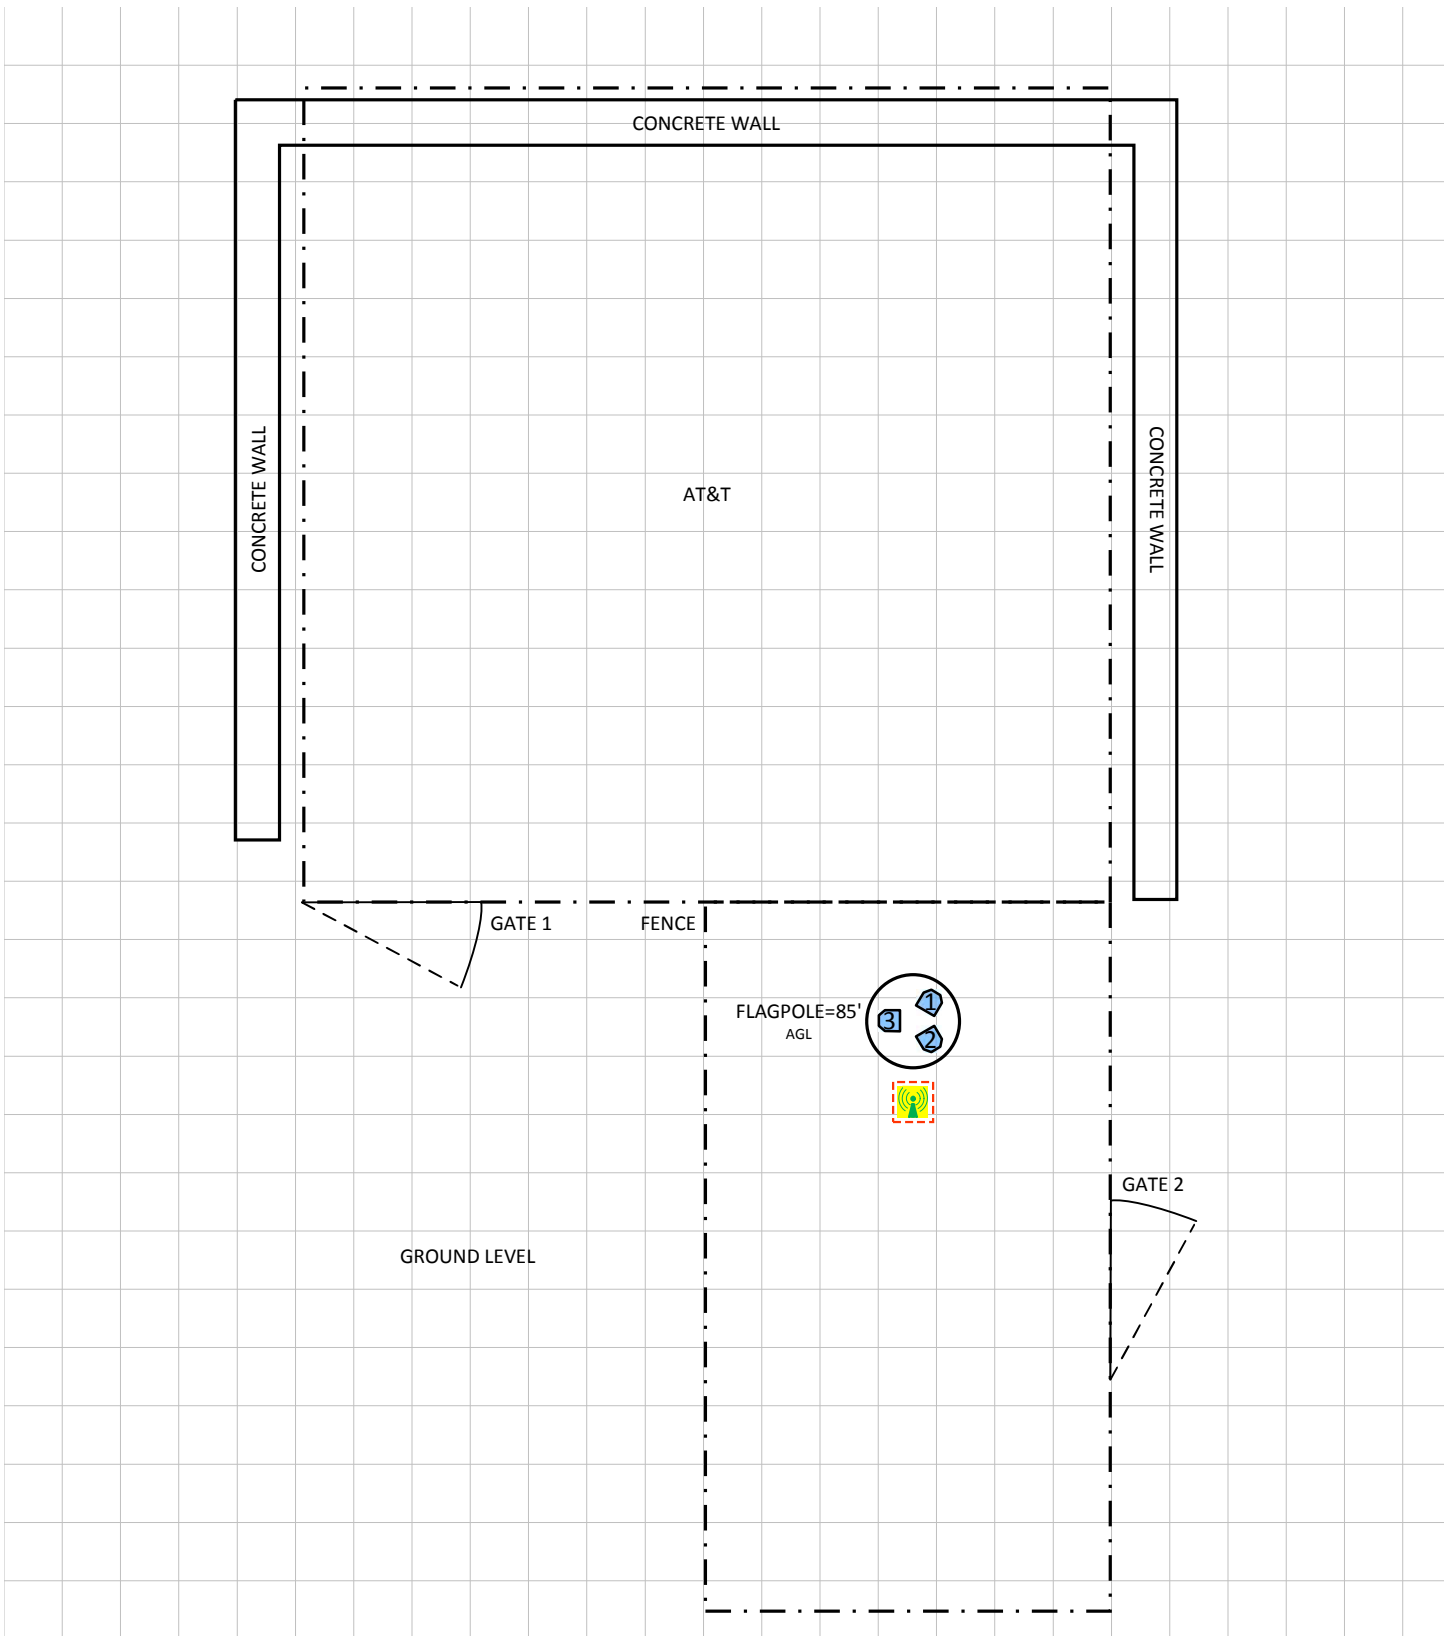 CONCRETE WALL
CONCRETE WALL
CONCRETE WALL
AT&T
GATE 1
FENCE
FLAGPOLE=85'
AGL
1
3
2
GATE 2
GROUND LEVEL